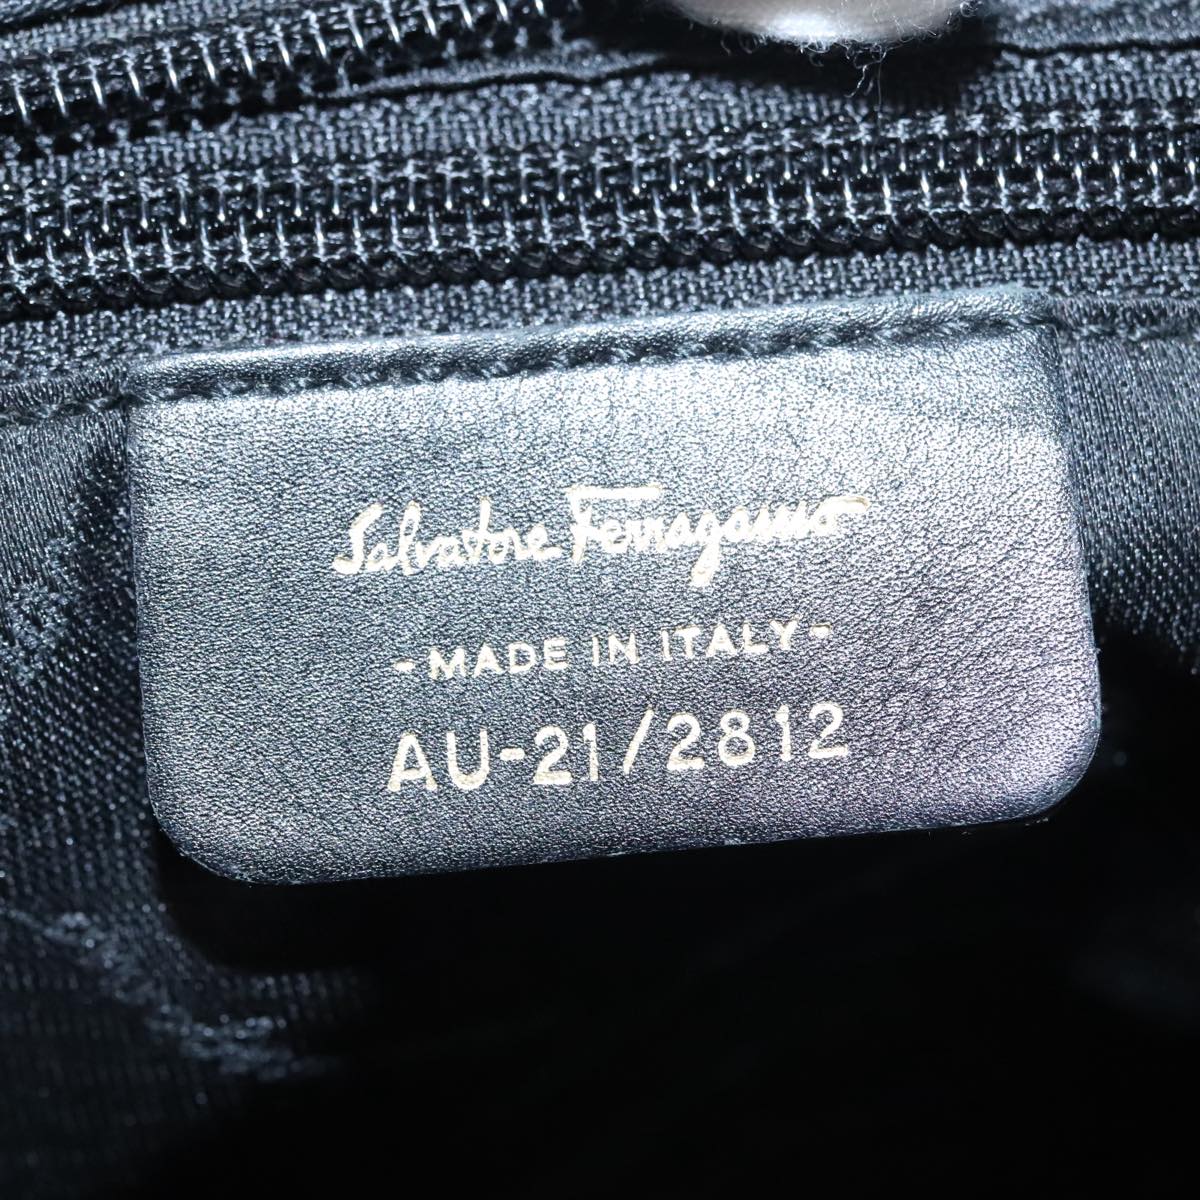 Salvatore Ferragamo
-MADE IN ITALY-
AU-21/2812